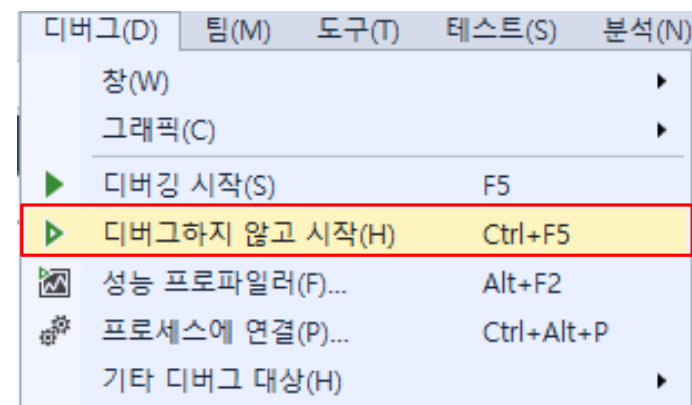 디버그(D) 팀(M) 도구(T) 테스트(S) 분석(N)
창(W)
그래픽(C)
디버깅 시작(S) F5
디버그하지 않고 시작(H) Ctrl+F5
성능 프로파일러(F)... Alt+F2
프로세스에 연결(P)... Ctrl+Alt+P
기타 디버그 대상(H)